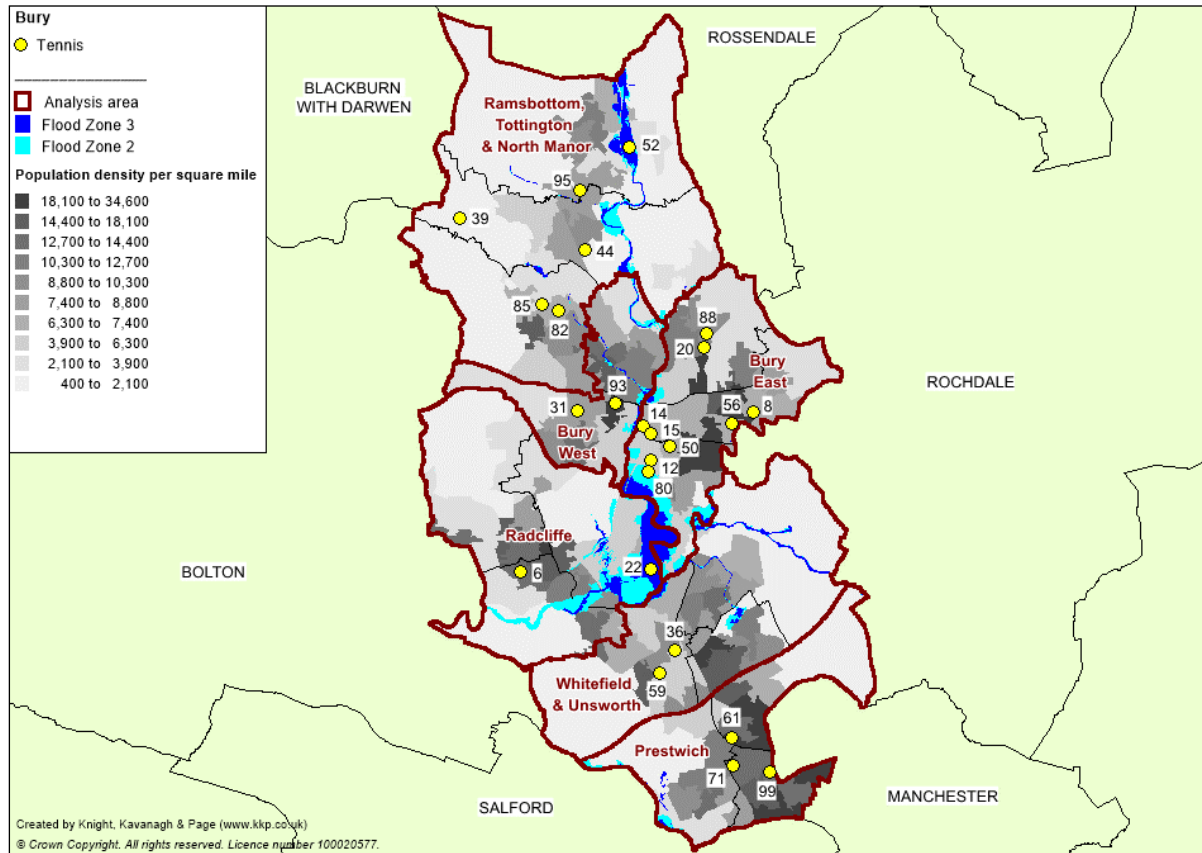 Bury
Tennis
Analysis area
Flood Zone 3
Flood Zone 2
Population density per square mile
18,100 to 34,600
14,400 to 18,100
12,700 to 14,400
10,300 to 12,700
8,800 to 10,300
7,400 to 8,800
6,300 to 7,400
3,900 to 6,300
2,100 to 3,900
400 to 2,100
ROSSENDALE
BLACKBURN
WITH DARWEN
Ramsbottom,
Tottington
& North Manor
52
95
39
44
85
82
88
20
Bury
East
ROCHDALE
93
31
56
8
14
15
Bury
West
50
12
80
Radcliffe
BOLTON
6
22
36
59
Whitefield
& Unsworth
61
Prestwich
71
99
SALFORD
MANCHESTER
Created by Knight, Kavanagh & Page (www.kkp.co.uk)
© Crown Copyright. All rights reserved. Licence number 100020577.